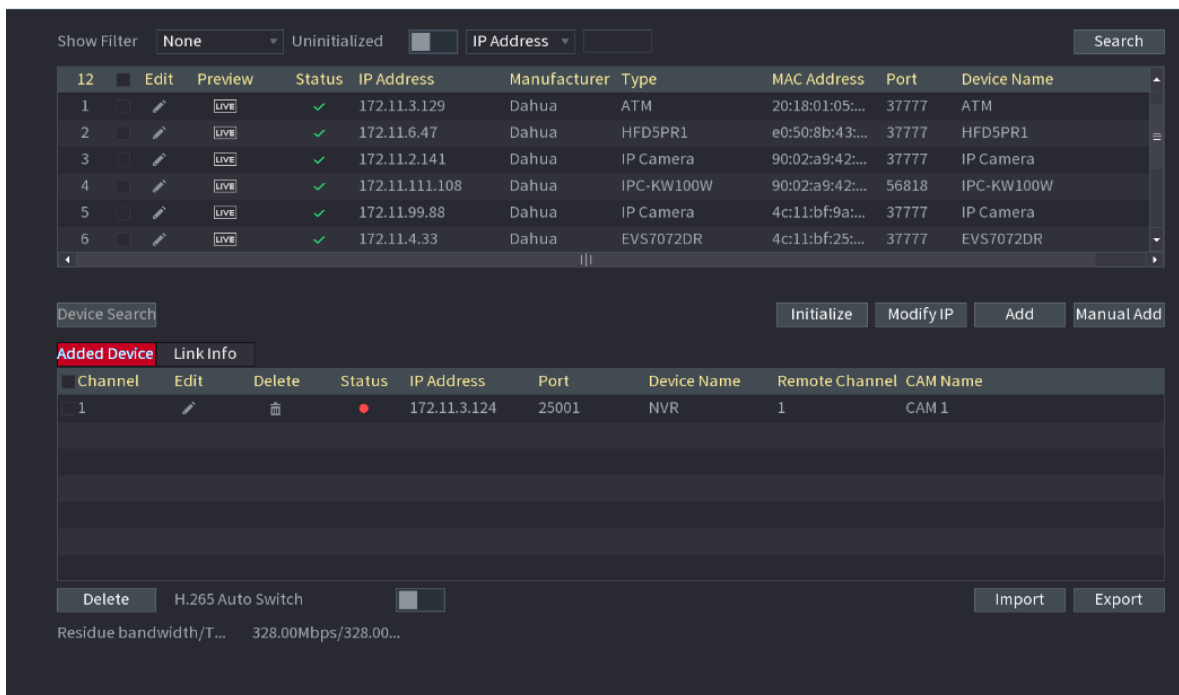 Show Filter None Uninitialized IP Address Search
12 Edit Preview Status IP Address Manufacturer Type MAC Address Port Device Name
1 LIVE 172.11.3.129 Dahua ATM 20:18:01:05:... 37777 ATM
2 LIVE 172.11.6.47 Dahua HFD5PR1 e0:50:8b:43:... 37777 HFD5PR1
3 LIVE 172.11.2.141 Dahua IP Camera 90:02:a9:42:... 37777 IP Camera
4 LIVE 172.11.111.108 Dahua IPC-KW100W 90:02:a9:42:... 56818 IPC-KW100W
5 LIVE 172.11.99.88 Dahua IP Camera 4c:11:bf:9a:... 37777 IP Camera
6 LIVE 172.11.4.33 Dahua EVS7072DR 4c:11:bf:25:... 37777 EVS7072DR
Device Search Initialize Modify IP Add Manual Add
Added Device Link Info
Channel Edit Delete Status IP Address Port Device Name Remote Channel CAM Name
1 172.11.3.124 25001 NVR 1 CAM 1
Delete H.265 Auto Switch Import Export
Residue bandwidth/T... 328.00Mbps/328.00...